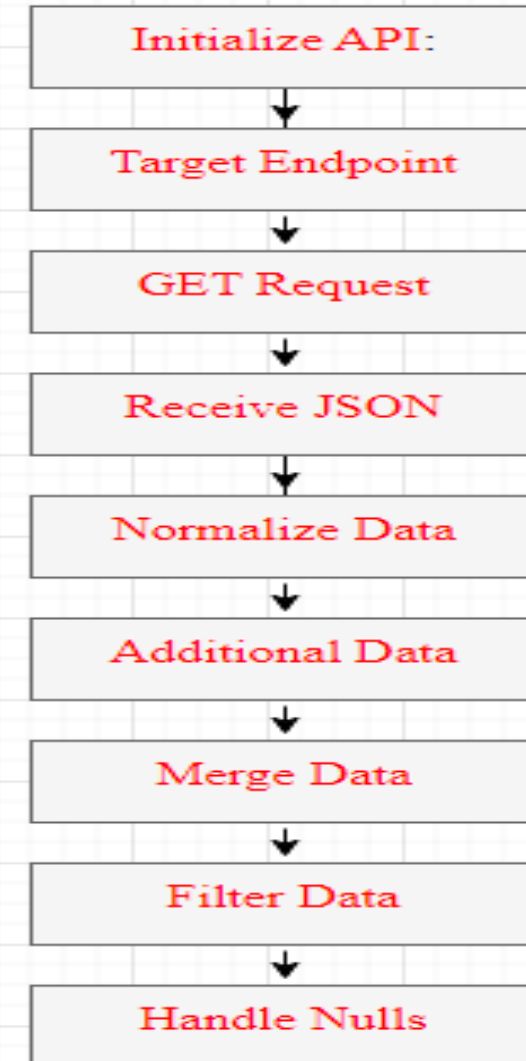 Initialize API:
Target Endpoint
GET Request
Receive JSON
Normalize Data
Additional Data
Merge Data
Filter Data
Handle Nulls